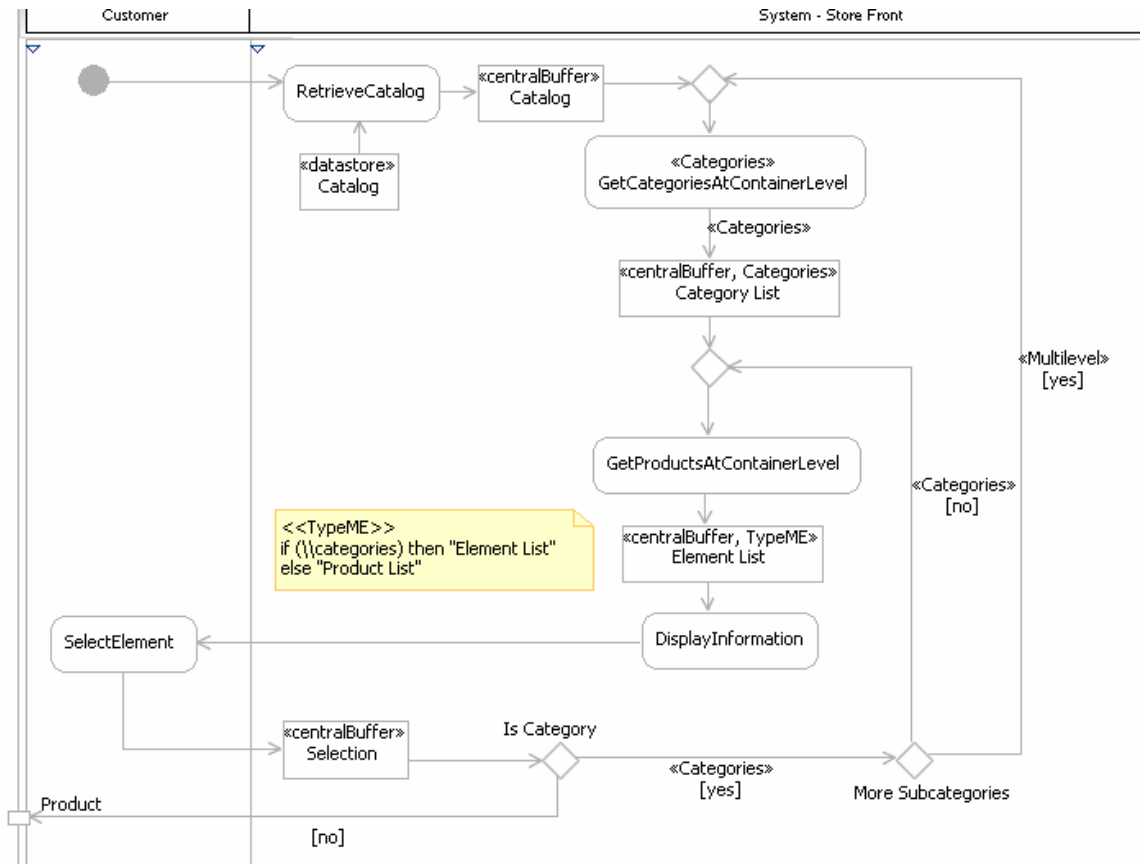 Customer
System - Store Front
RetrieveCatalog
«centralBuffer»
Catalog
«datastore»
Catalog
«Categories»
GetCategoriesAtContainerLevel
«Categories»
«centralBuffer, Categories»
Category List
«Multilevel»
[yes]
GetProductsAtContainerLevel
«Categories»
[no]
<<TypeME>>
if (\\categories) then "Element List"
else "Product List"
«centralBuffer, TypeME»
Element List
SelectElement
DisplayInformation
«centralBuffer»
Selection
Is Category
«Categories»
[yes]
More Subcategories
Product
[no]